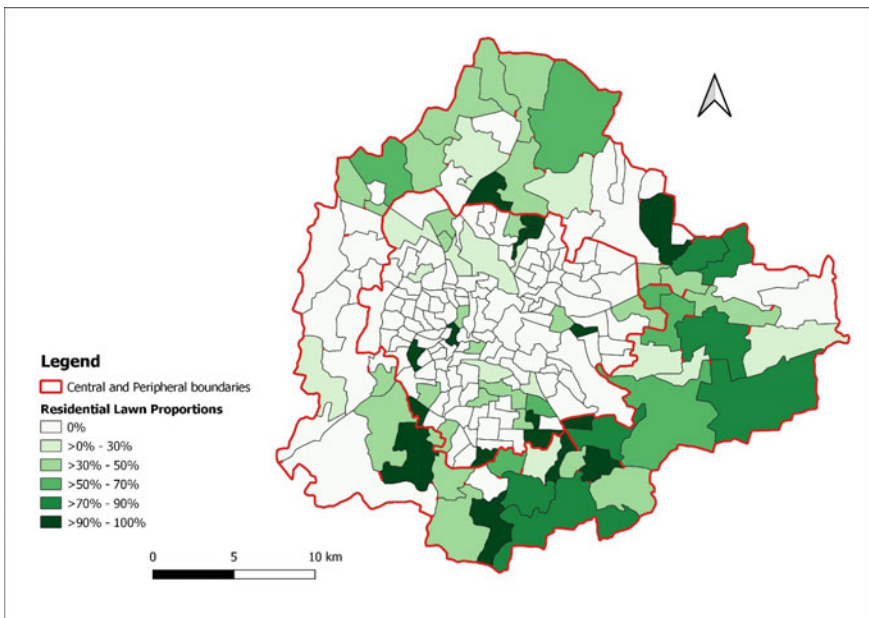 Legend
Central and Peripheral boundaries
Residential Lawn Proportions
0%
>0% - 30%
>30% - 50%
>50% - 70%
>70% - 90%
>90% - 100%
0 5 10 km